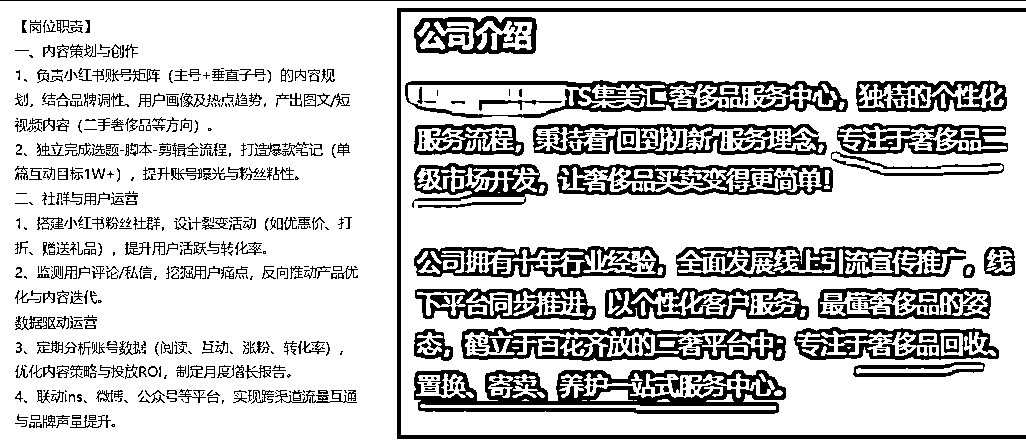 【岗位职责】
一、内容策划与创作
1、负责小红书账号矩阵（主号+垂直子号）的内容规
划，结合品牌调性、用户画像及热点趋势，产出图文/短
视频内容（二手奢侈品等方向）。
2、独立完成选题-脚本-剪辑全流程，打造爆款笔记（单
篇互动目标1W+），提升账号曝光与粉丝粘性。
二、社群与用户运营
1、搭建小红书粉丝社群，设计裂变活动（如优惠价、打
折、赠送礼品），提升用户活跃与转化率。
2、监测用户评论/私信，挖掘用户痛点，反向推动产品优
化与内容迭代。
数据驱动运营
3、定期分析账号数据（阅读、互动、涨粉、转化率），
优化内容策略与投放ROI，制定月度增长报告。
4、联动ins、微博、公众号等平台，实现跨渠道流量互通
与品牌声量提升。
公司介绍
TS集美汇奢侈品服务中心，独特的个性化
服务流程，秉持着“回到初新”服务理念，专注于奢侈品二
级市场开发，让奢侈品买卖变得更简单！
公司拥有十年行业经验，全面发展线上引流宣传推广，线
下平台同步推进，以个性化客户服务，最懂奢侈品的姿
态，鹤立于百花齐放的二奢平台中；专注于奢侈品回收、
置换、寄卖、养护一站式服务中心。